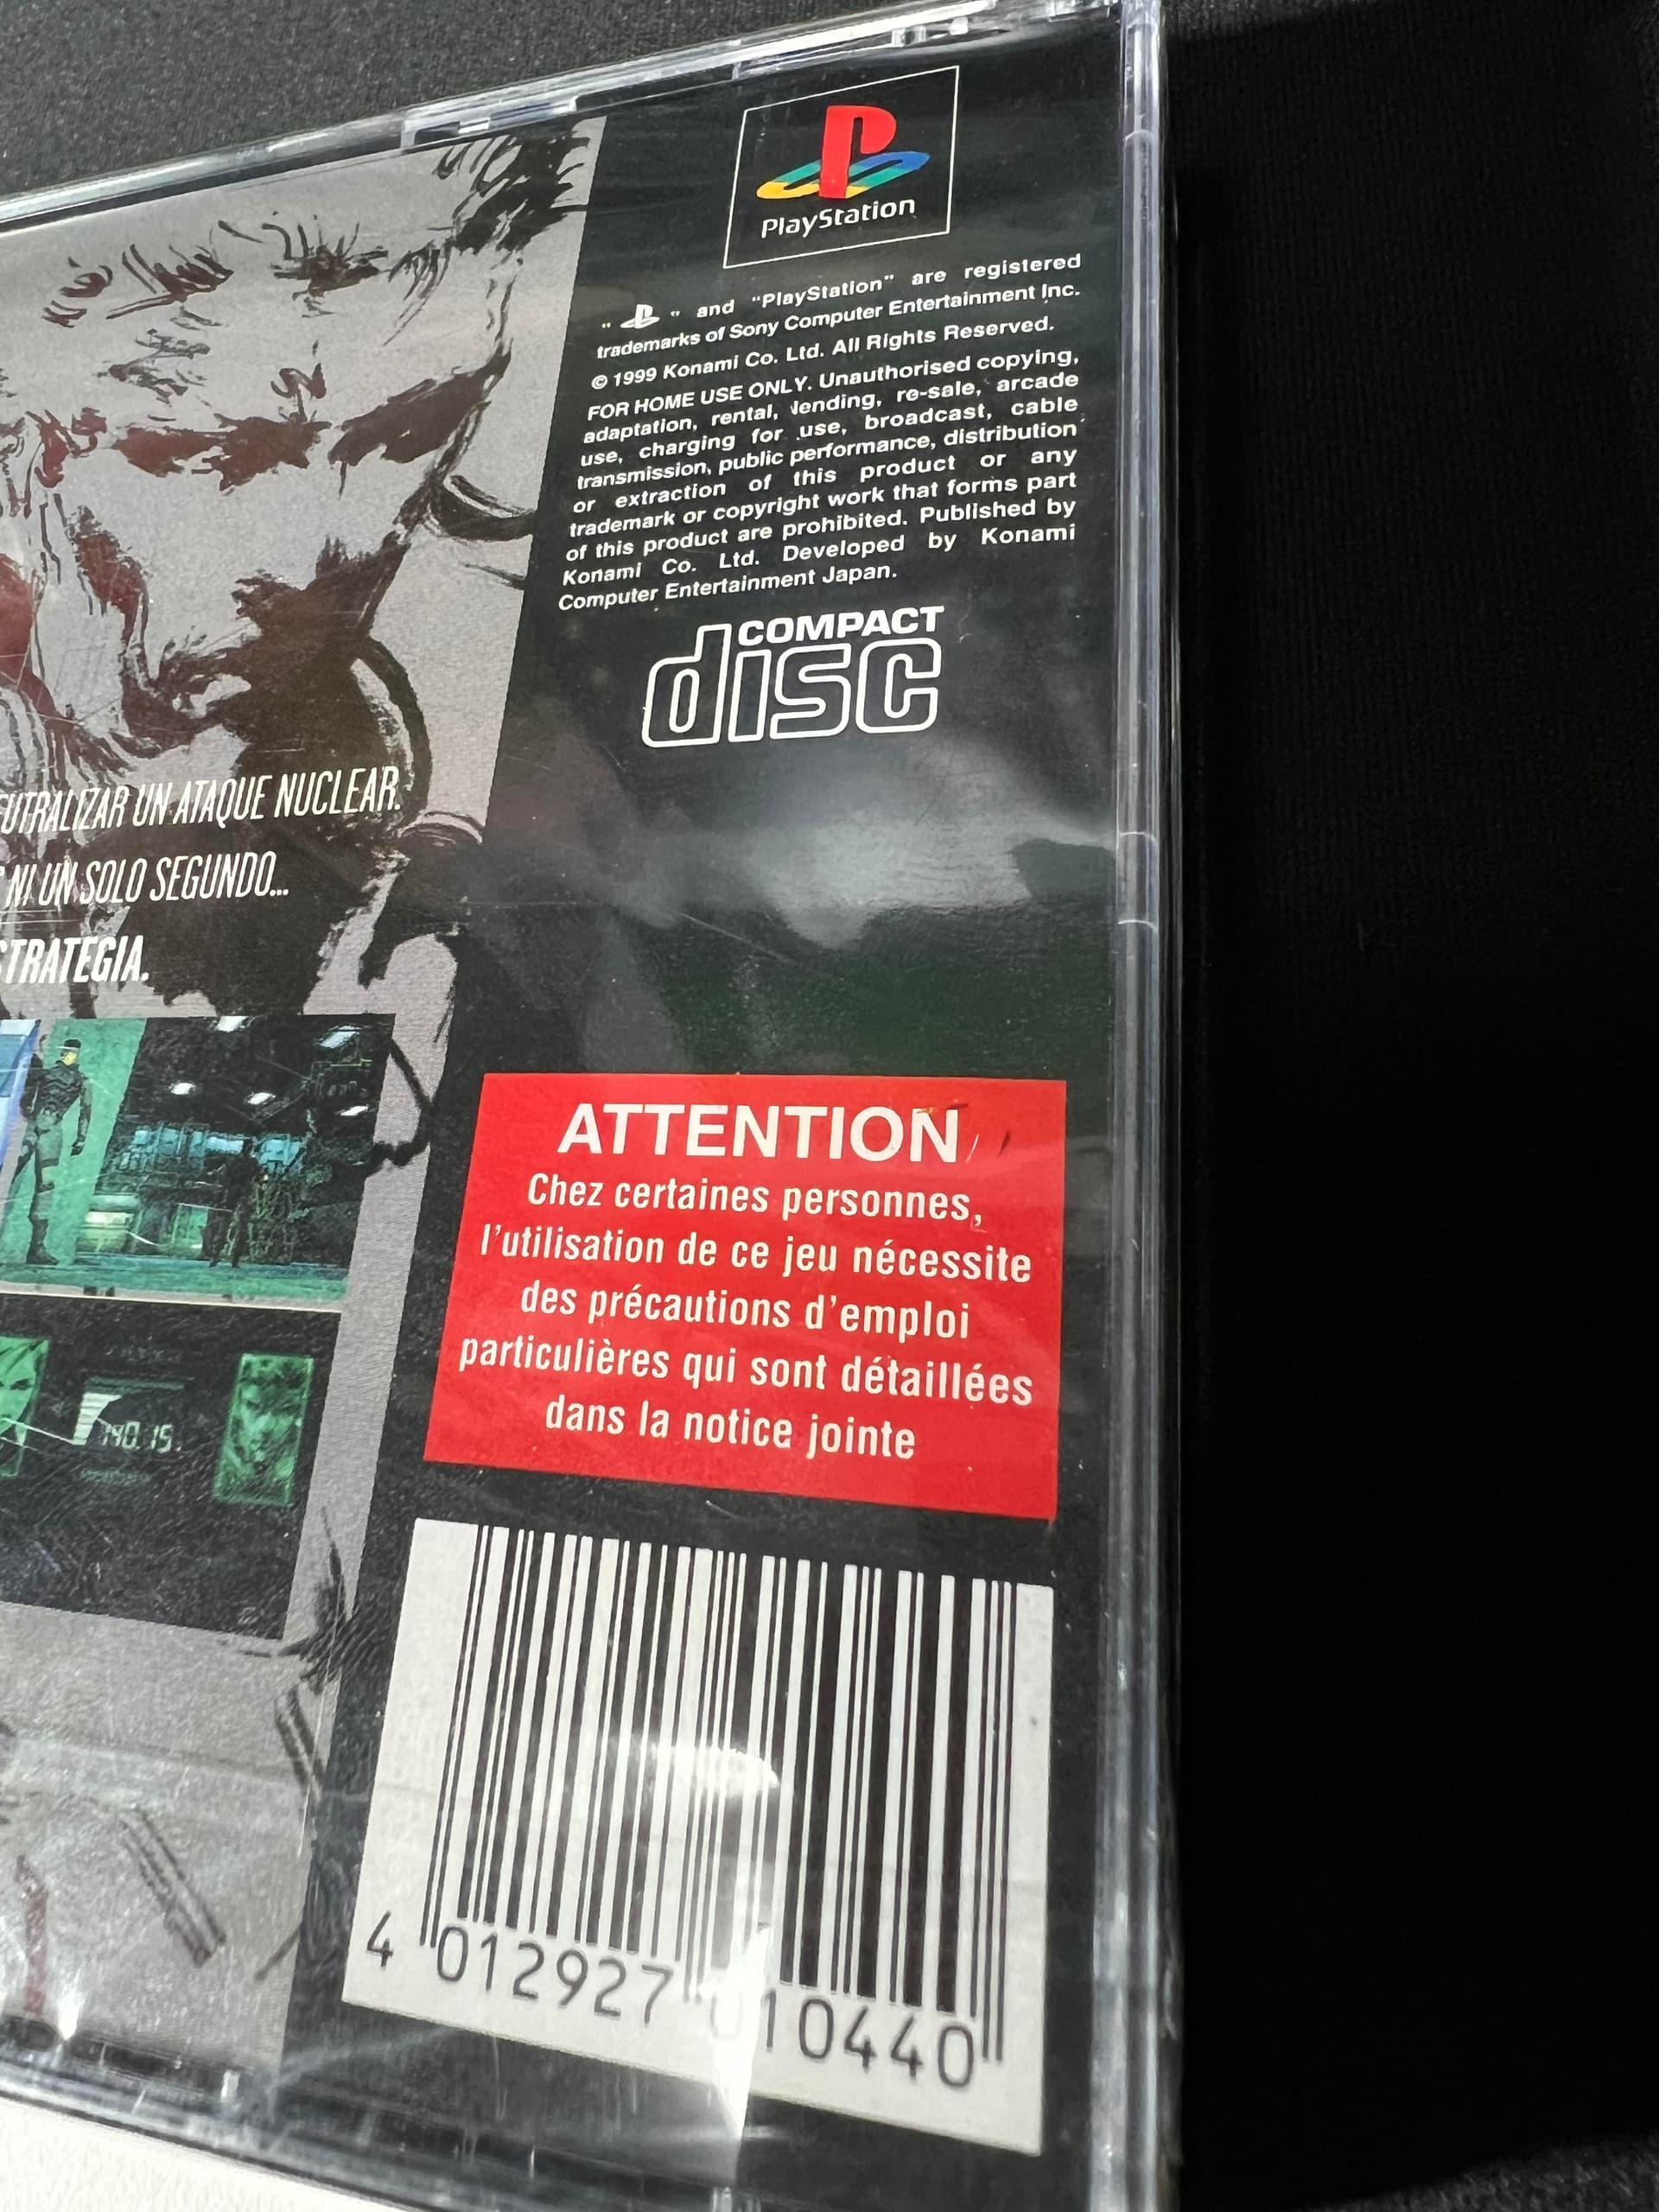 PlayStation
" " and "PlayStation" are registered
trademarks of Sony Computer Entertainment Inc.
© 1999 Konami Co. Ltd. All Rights Reserved.
FOR HOME USE ONLY. Unauthorised copying,
adaptation, rental, lending, re-sale, arcade
use, charging for use, broadcast, cable
transmission, public performance, distribution
or extraction of this product or any
trademark or copyright work that forms part
of this product are prohibited. Published by
Konami Co. Ltd. Developed by Konami
Computer Entertainment Japan.
COMPACT
disc
EUTRALIZAR UN ATAQUE NUCLEAR.
NI UN SOLO SEGUNDO...
STRATEGIA.
140.15
ATTENTION
Chez certaines personnes,
l'utilisation de ce jeu nécessite
des précautions d'emploi
particulières qui sont détaillées
dans la notice jointe
4 012927 010440